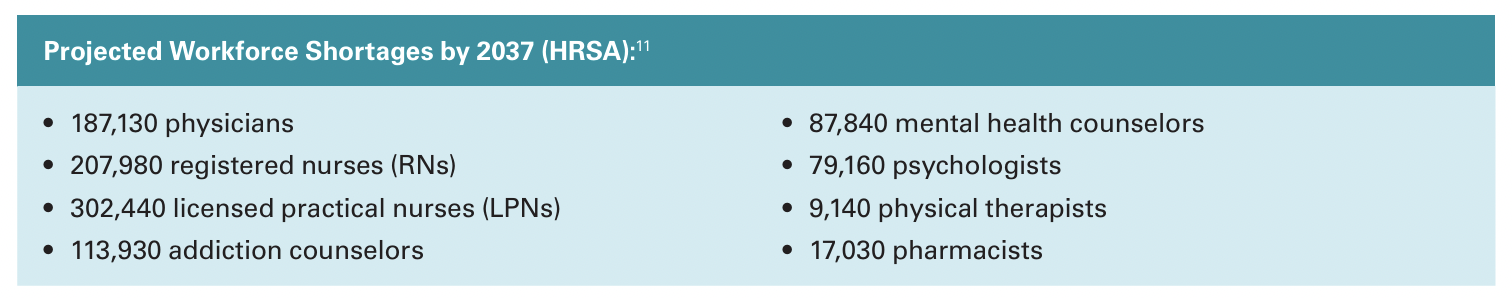 Projected Workforce Shortages by 2037 (HRSA):11
• 187,130 physicians
• 207,980 registered nurses (RNs)
• 302,440 licensed practical nurses (LPNs)
• 113,930 addiction counselors
• 87,840 mental health counselors
• 79,160 psychologists
• 9,140 physical therapists
• 17,030 pharmacists